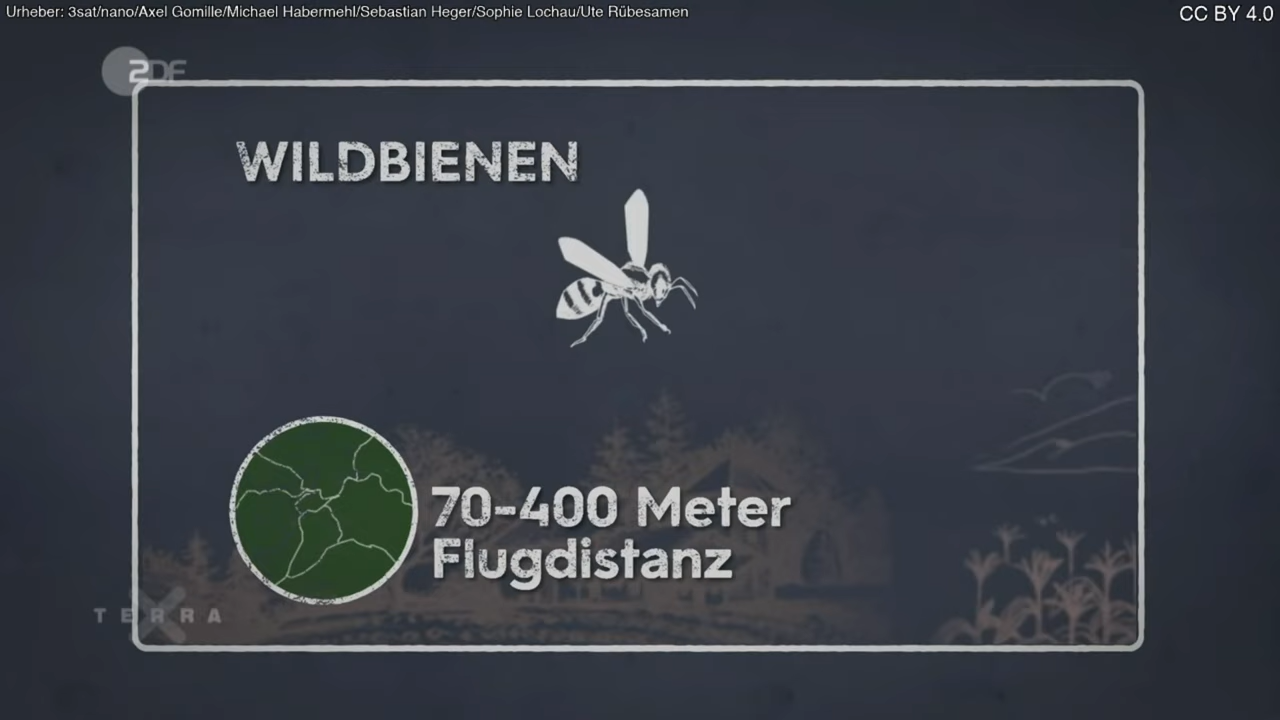 Urheber: 3sat/nano/Axel Gomille/Michael Habermehl/Sebastian Heger/Sophie Lochau/Ute Rübesamen
CC BY 4.0
2DF
WILDBIENEN
70-400 Meter
Flugdistanz
TERRA X